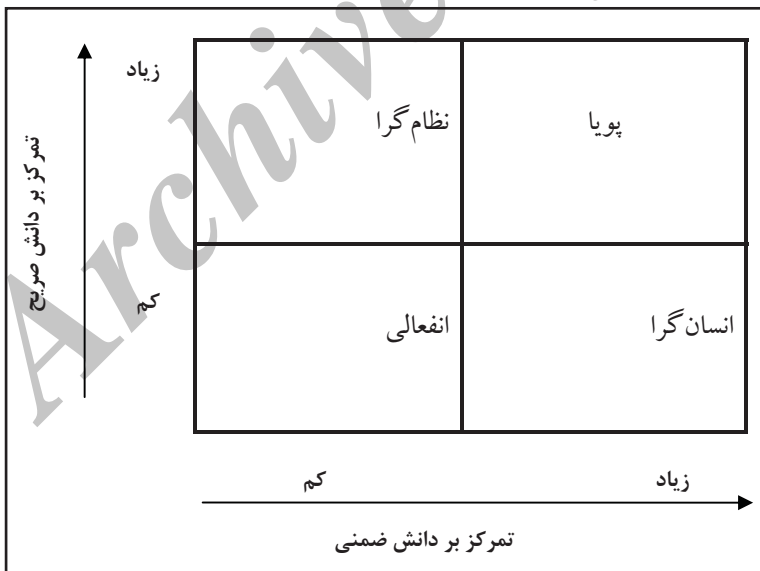 زیاد
نظام‌گرا
پویا
تمرکز بر دانش صریح
کم
انفعالی
انسان‌گرا
کم
زیاد
تمرکز بر دانش ضمنی
Archive